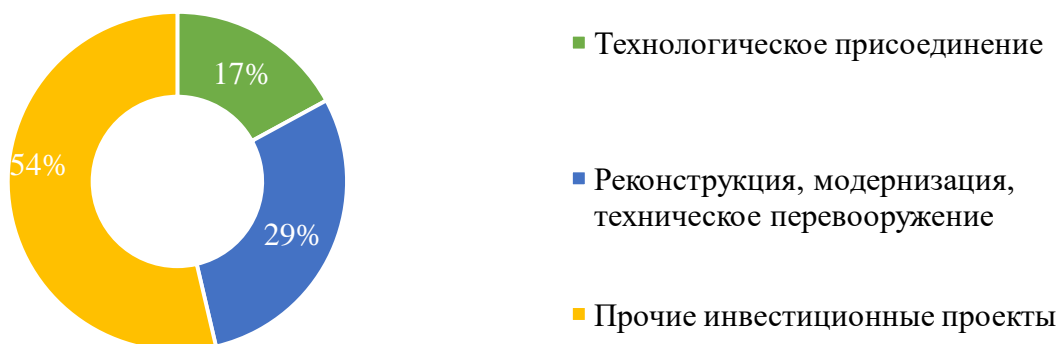 17%
54%
29%
Технологическое присоединение
Реконструкция, модернизация,
техническое перевооружение
Прочие инвестиционные проекты